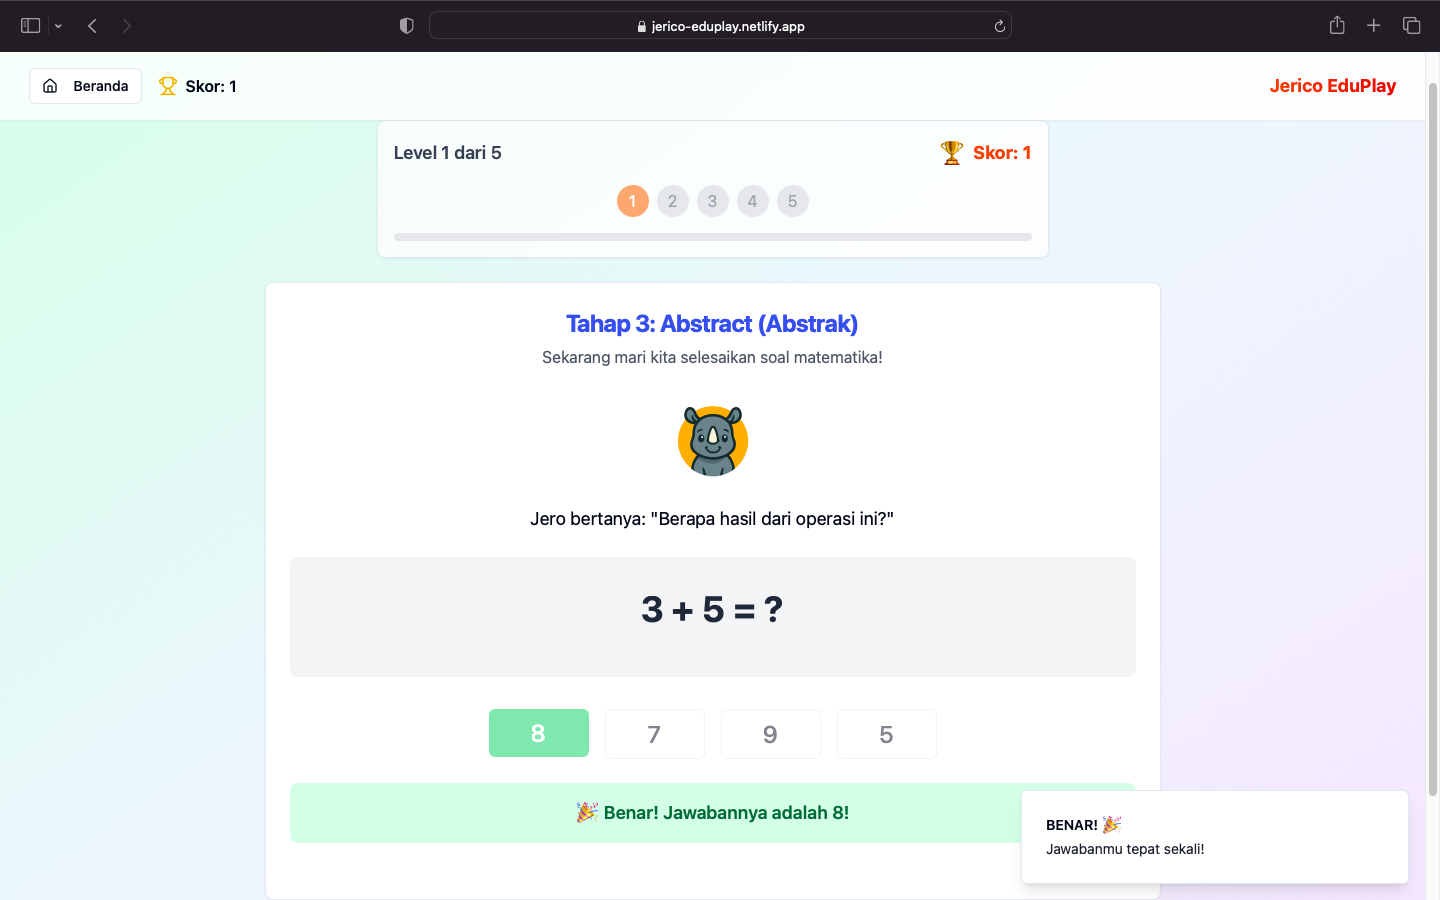 jerico-eduplay.netlify.app
Beranda
Skor: 1
Jerico EduPlay
Level 1 dari 5
🏆 Skor: 1
1 2 3 4 5
Tahap 3: Abstract (Abstrak)
Sekarang mari kita selesaikan soal matematika!
Jero bertanya: "Berapa hasil dari operasi ini?"
3 + 5 = ?
8 7 9 5
🎉 Benar! Jawabannya adalah 8!
BENAR! 🎉
Jawabanmu tepat sekali!